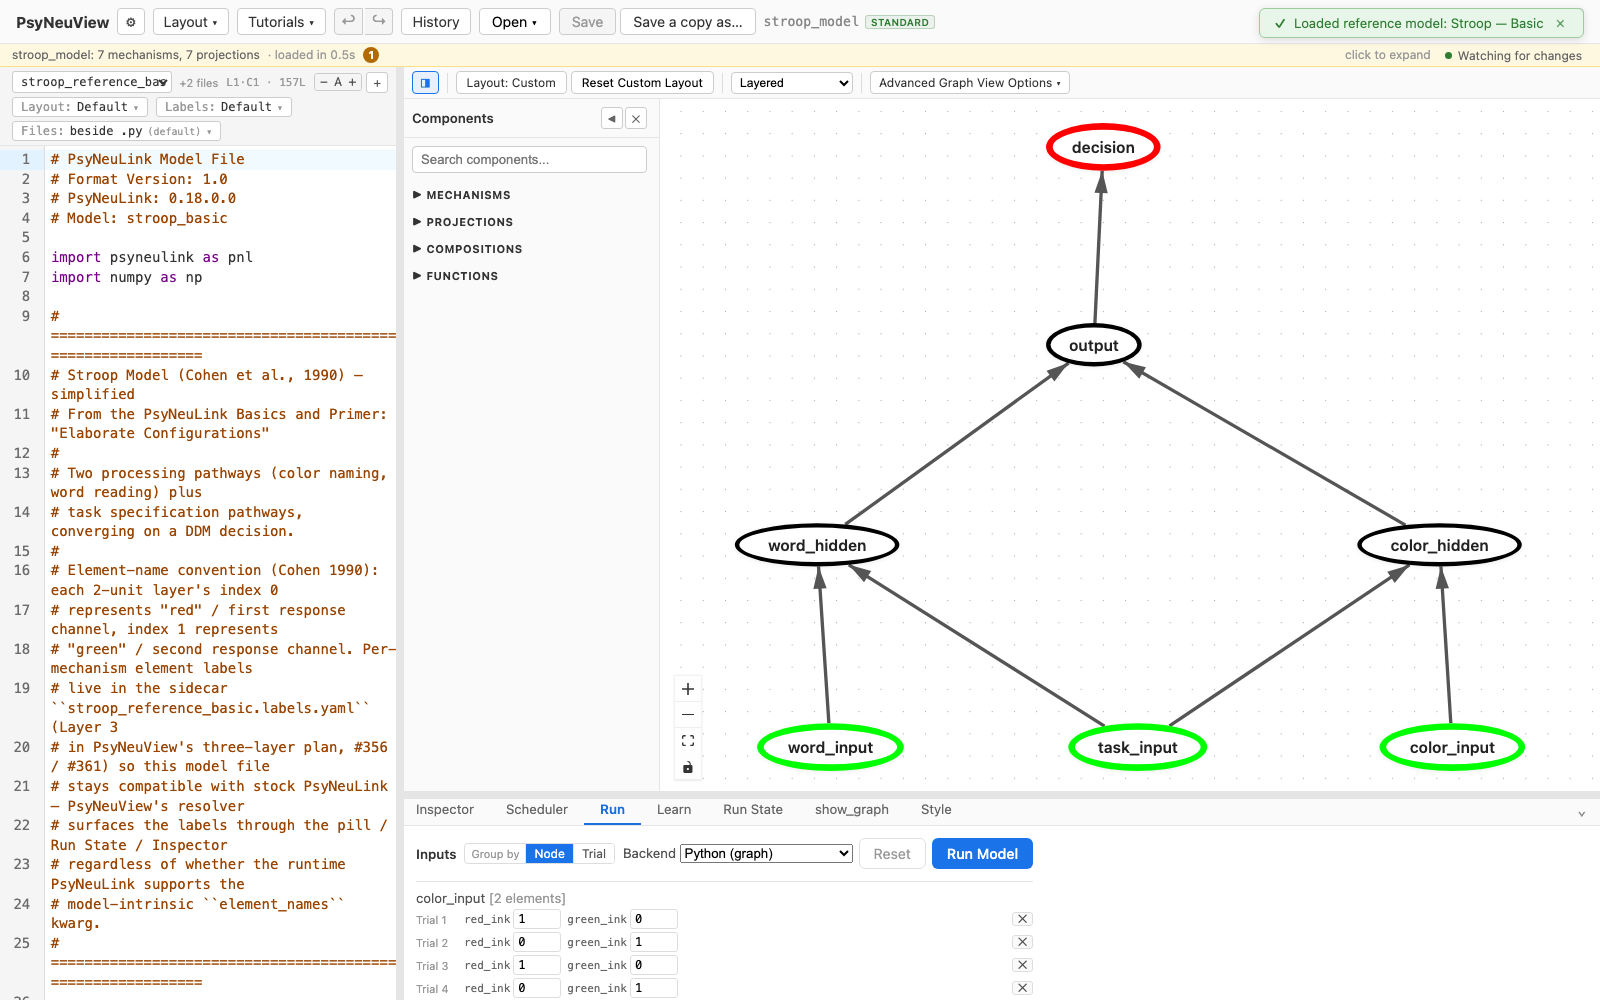 PsyNeuView ⚙ Layout ▾ Tutorials ▾ ↩ ↪ History Open ▾ Save Save a copy as... stroop_model STANDARD
✓ Loaded reference model: Stroop — Basic ×
stroop_model: 7 mechanisms, 7 projections · loaded in 0.5s 1
click to expand ● Watching for changes
+2 files L1·C1 · 157L − A + +
Layout: Default ▾ Labels: Default ▾
Files: beside .py (default) ▾
1 # PsyNeuLink Model File
2 # Format Version: 1.0
3 # PsyNeuLink: 0.18.0.0
4 # Model: stroop_basic
5
6 import psyneulink as pnl
7 import numpy as np
8
9 #
=========================================
==================
10 # Stroop Model (Cohen et al., 1990) —
simplified
11 # From the PsyNeuLink Basics and Primer:
"Elaborate Configurations"
12 #
13 # Two processing pathways (color naming,
word reading) plus
14 # task specification pathways,
converging on a DDM decision.
15 #
16 # Element-name convention (Cohen 1990):
each 2-unit layer's index 0
17 # represents "red" / first response
channel, index 1 represents
18 # "green" / second response channel. Per-
mechanism element labels
19 # live in the sidecar
``stroop_reference_basic.labels.yaml``
(Layer 3
20 # in PsyNeuView's three-layer plan, #356
/ #361) so this model file
21 # stays compatible with stock PsyNeuLink
— PsyNeuView's resolver
22 # surfaces the labels through the pill /
Run State / Inspector
23 # regardless of whether the runtime
PsyNeuLink supports the
24 # model-intrinsic ``element_names``
kwarg.
25 #
=========================================
==================
Layout: Custom Reset Custom Layout Layered Advanced Graph View Options ▾
Components ◀ ×
Search components...
▶ MECHANISMS
▶ PROJECTIONS
▶ COMPOSITIONS
▶ FUNCTIONS
decision
output
word_hidden
color_hidden
word_input
task_input
color_input
Inspector Scheduler Run Learn Run State show_graph Style
Inputs Group by Node Trial Backend Python (graph) Reset Run Model
color_input [2 elements]
Trial 1 red_ink 1 green_ink 0 ×
Trial 2 red_ink 0 green_ink 1 ×
Trial 3 red_ink 1 green_ink 0 ×
Trial 4 red_ink 0 green_ink 1 ×